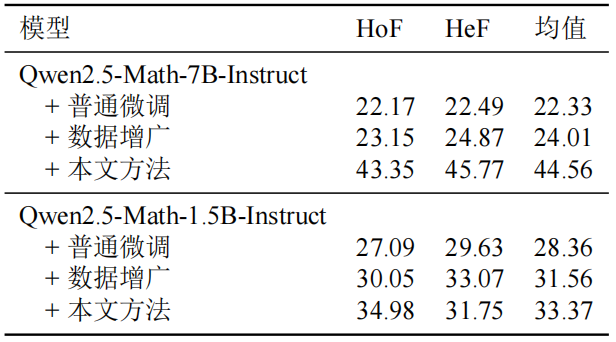 模型 HoF HeF 均值
Qwen2.5-Math-7B-Instruct
+ 普通微调 22.17 22.49 22.33
+ 数据增广 23.15 24.87 24.01
+ 本文方法 43.35 45.77 44.56
Qwen2.5-Math-1.5B-Instruct
+ 普通微调 27.09 29.63 28.36
+ 数据增广 30.05 33.07 31.56
+ 本文方法 34.98 31.75 33.37